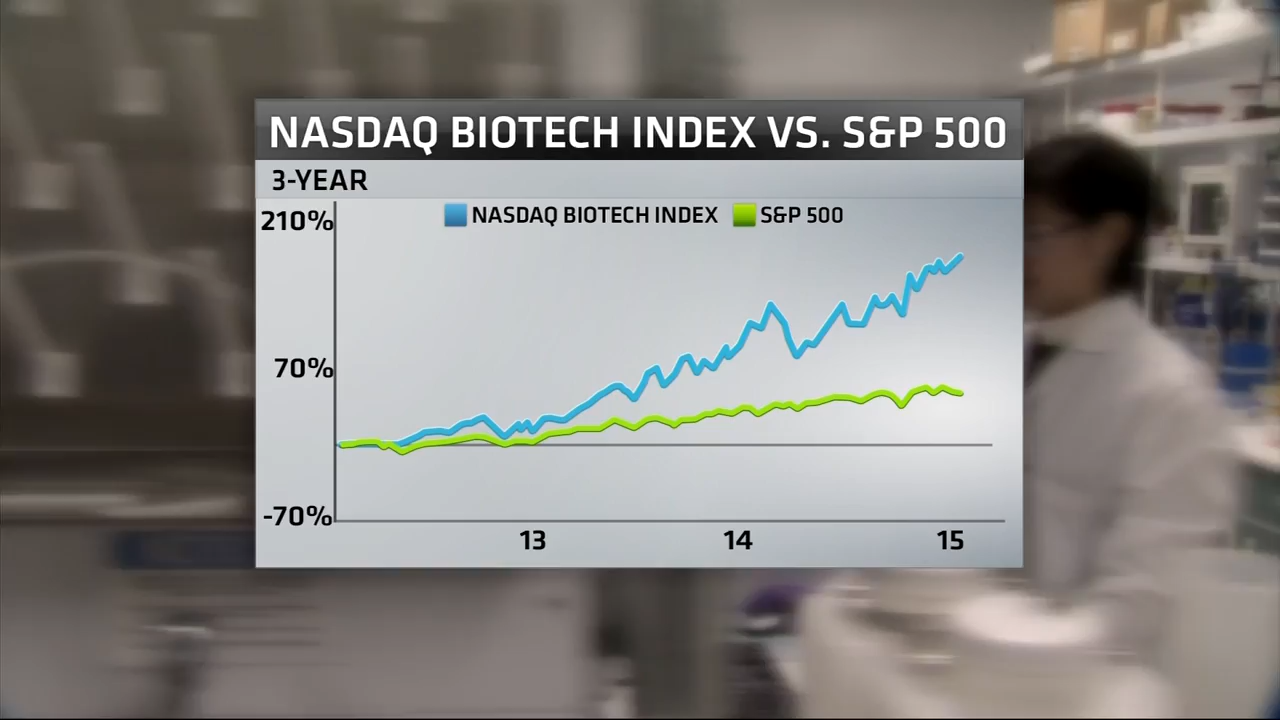 NASDAQ BIOTECH INDEX VS. S&P 500
3-YEAR
210%
NASDAQ BIOTECH INDEX
S&P 500
70%
-70%
13
14
15